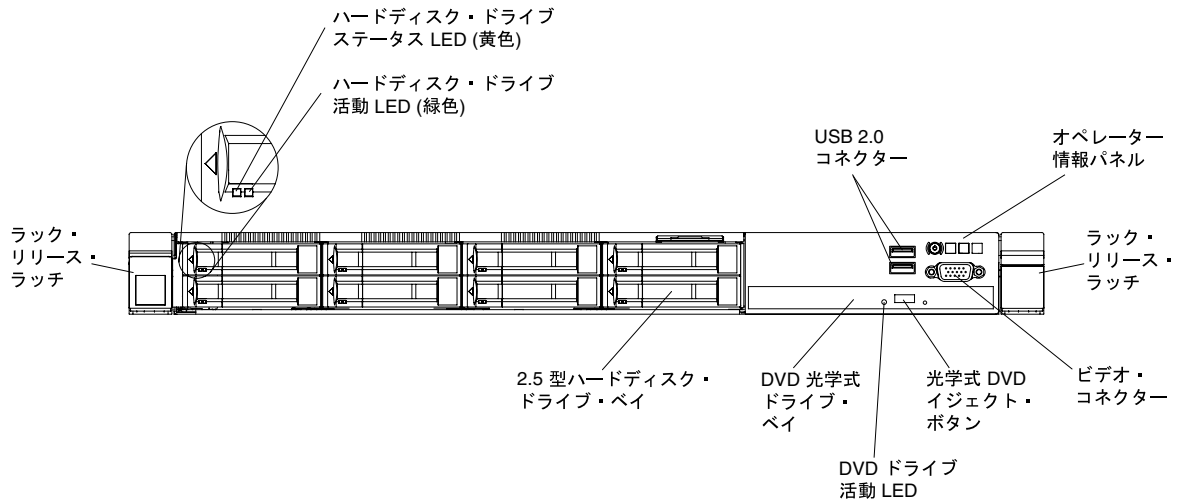 ハードディスク・ドライブ
ステータス LED (黄色)
ハードディスク・ドライブ
活動 LED (緑色)
USB 2.0
コネクター
オペレーター
情報パネル
ラック・
リリース・
ラッチ
ラック・
リリース・
ラッチ
2.5 型ハードディスク・
ドライブ・ベイ
DVD 光学式
ドライブ・
ベイ
光学式 DVD
イジェクト・
ボタン
ビデオ・
コネクター
DVD ドライブ
活動 LED